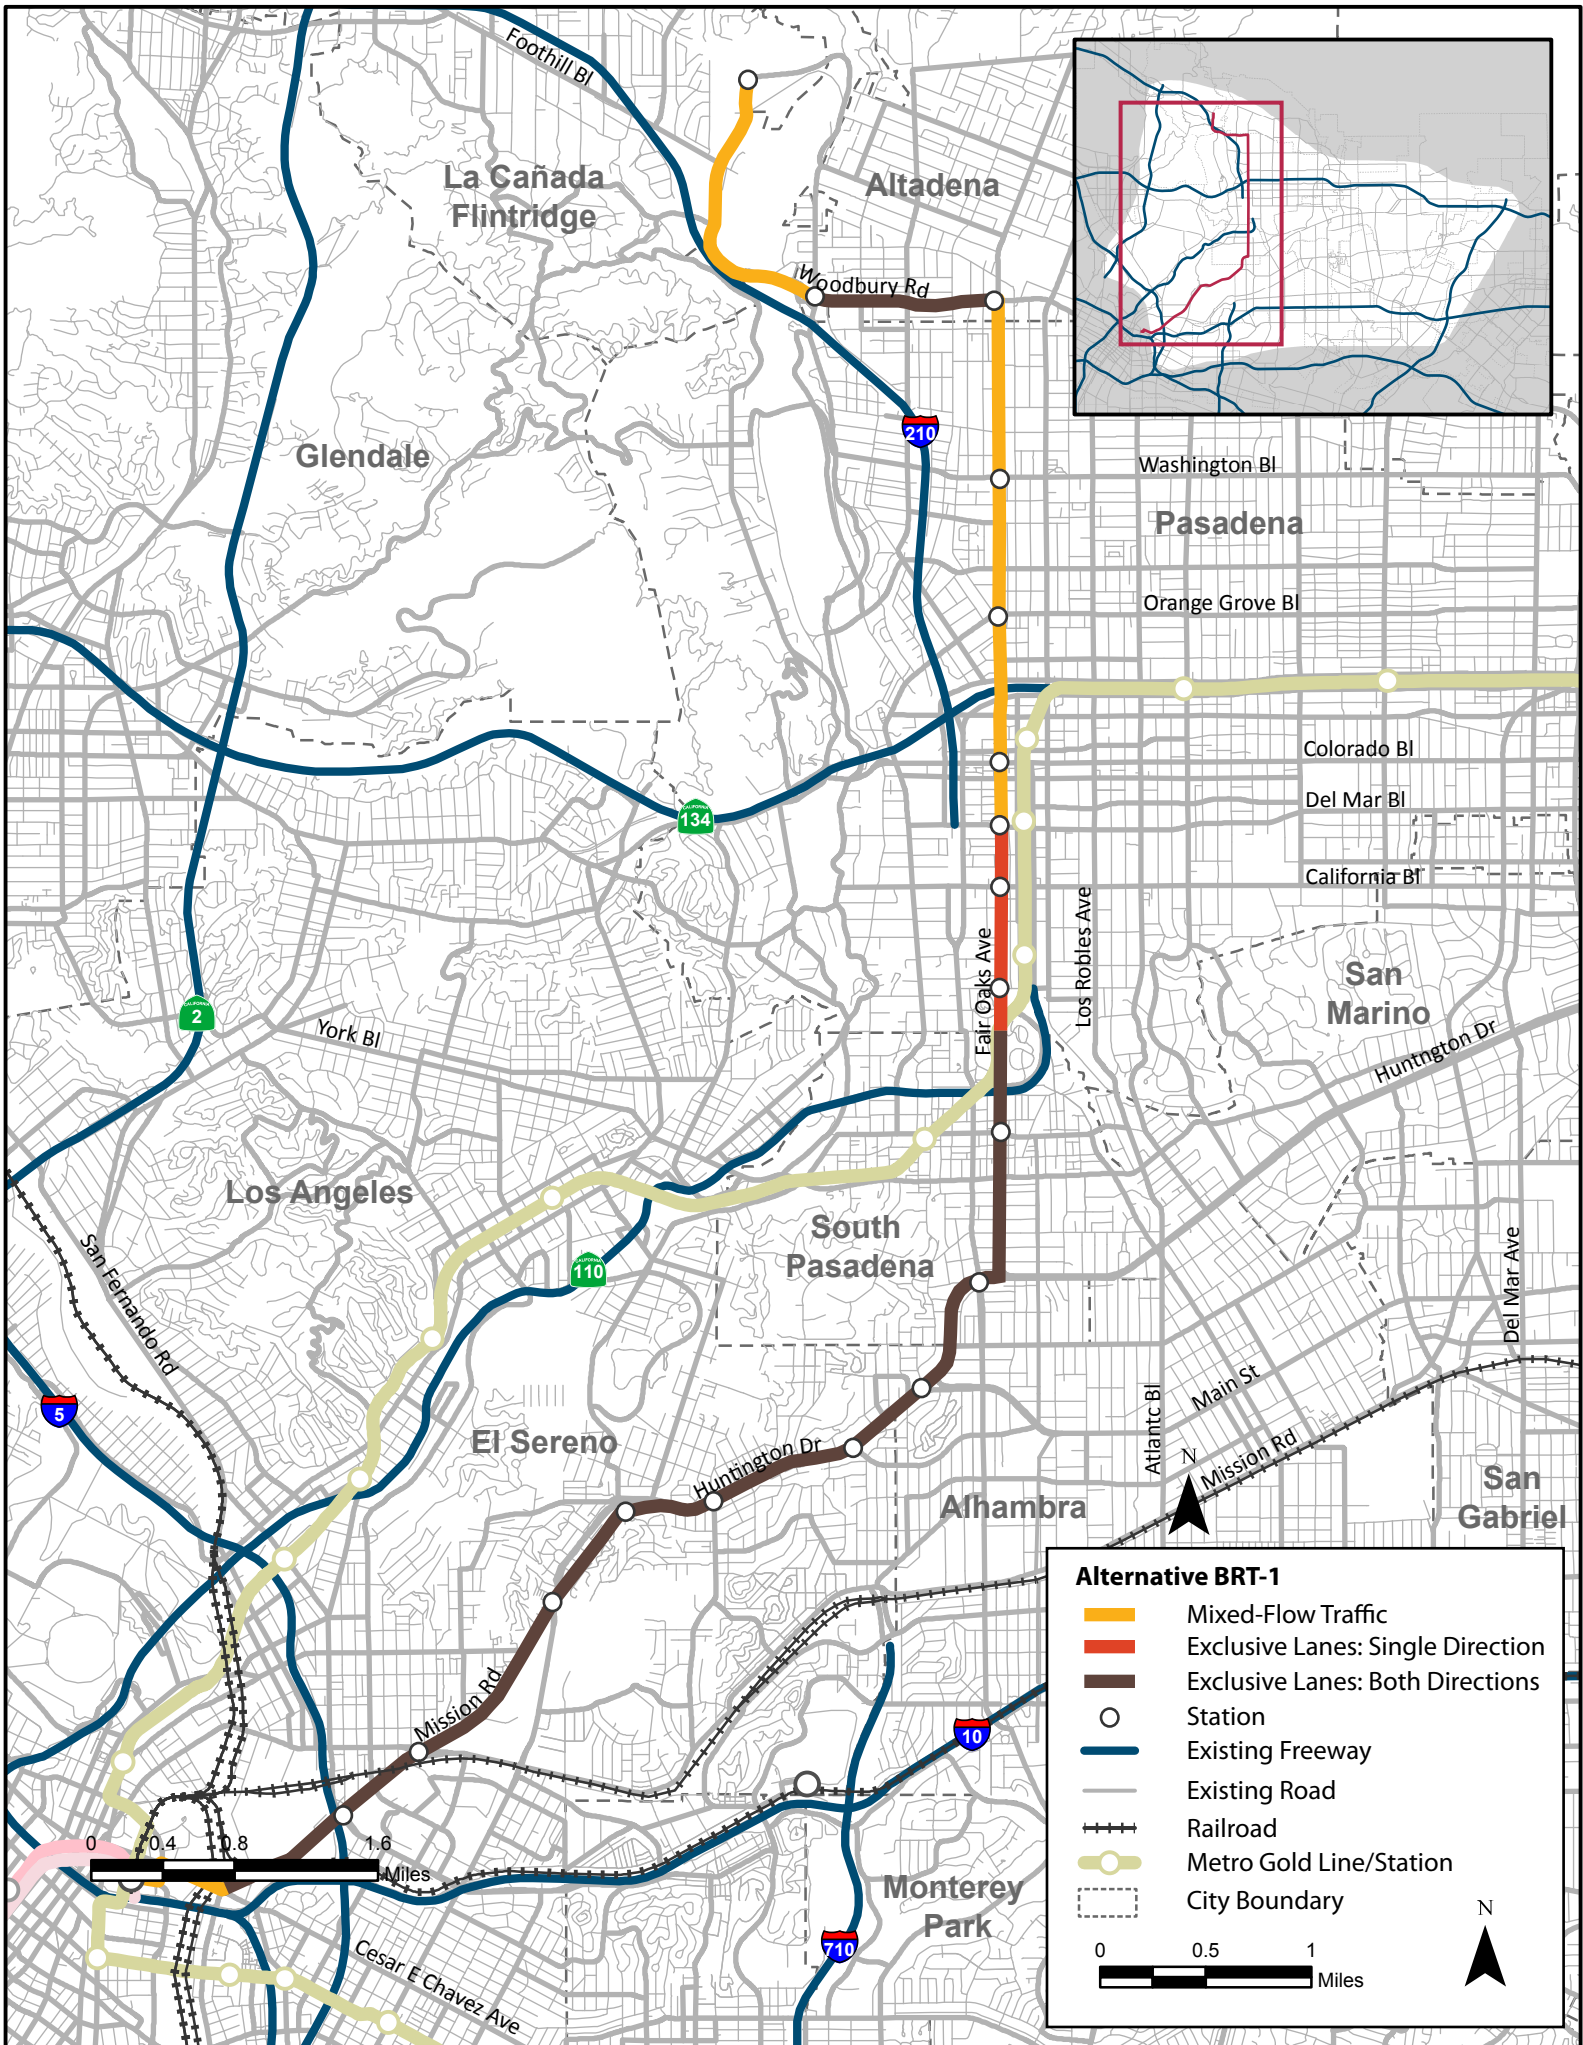 Foothill Bl
La Cañada
Flintridge
Altadena
Woodbury Rd
Glendale
210
Washington Bl
Pasadena
Orange Grove Bl
Colorado Bl
Del Mar Bl
CALIFORNIA
134
California Bl
Fair Oaks Ave
Los Robles Ave
San
Marino
CALIFORNIA
2
York Bl
Huntngton Dr
Los Angeles
South
Pasadena
San Fernando Rd
CALIFORNIA
110
Del Mar Ave
5
El Sereno
Huntington Dr
Atlantc Bl
Main St
Mission Rd
N
Alhambra
San
Gabriel
Mission Rd
10
0 0.4 0.8 1.6
Miles
Monterey
Park
710
Cesar E Chavez Ave
Alternative BRT-1
Mixed-Flow Traffic
Exclusive Lanes: Single Direction
Exclusive Lanes: Both Directions
Station
Existing Freeway
Existing Road
Railroad
Metro Gold Line/Station
City Boundary
N
0 0.5 1
Miles